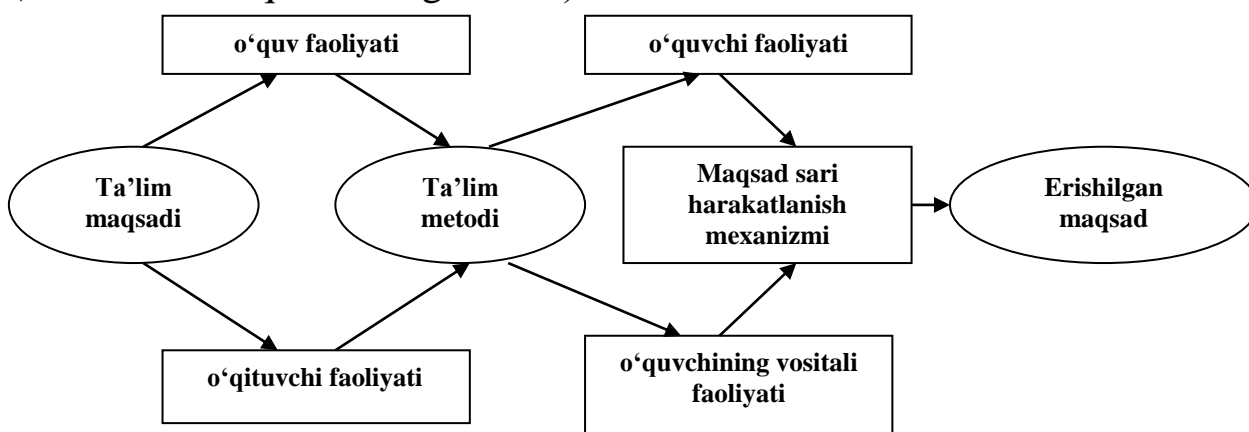 o‘quv faoliyati
o‘quvchi faoliyati
Ta’lim
maqsadi
Ta’lim
metodi
Maqsad sari
harakatlanish
mexanizmi
Erishilgan
maqsad
o‘qituvchi faoliyati
o‘quvchining vositali
faoliyati